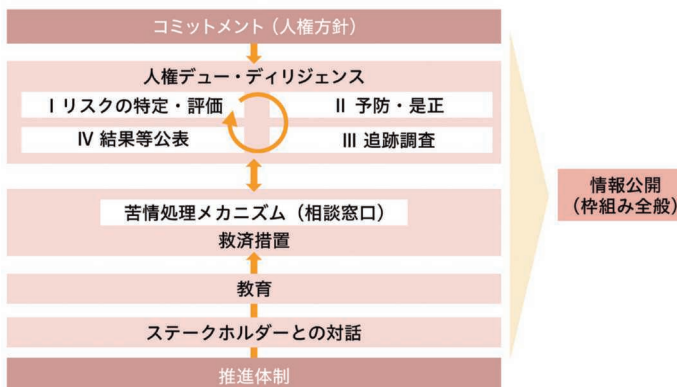 コミットメント（人権方針）
人権デュー・ディリジェンス
Ⅰ リスクの特定・評価
Ⅱ 予防・是正
Ⅳ 結果等公表
Ⅲ 追跡調査
苦情処理メカニズム（相談窓口）
救済措置
教育
ステークホルダーとの対話
推進体制
情報公開
（枠組み全般）